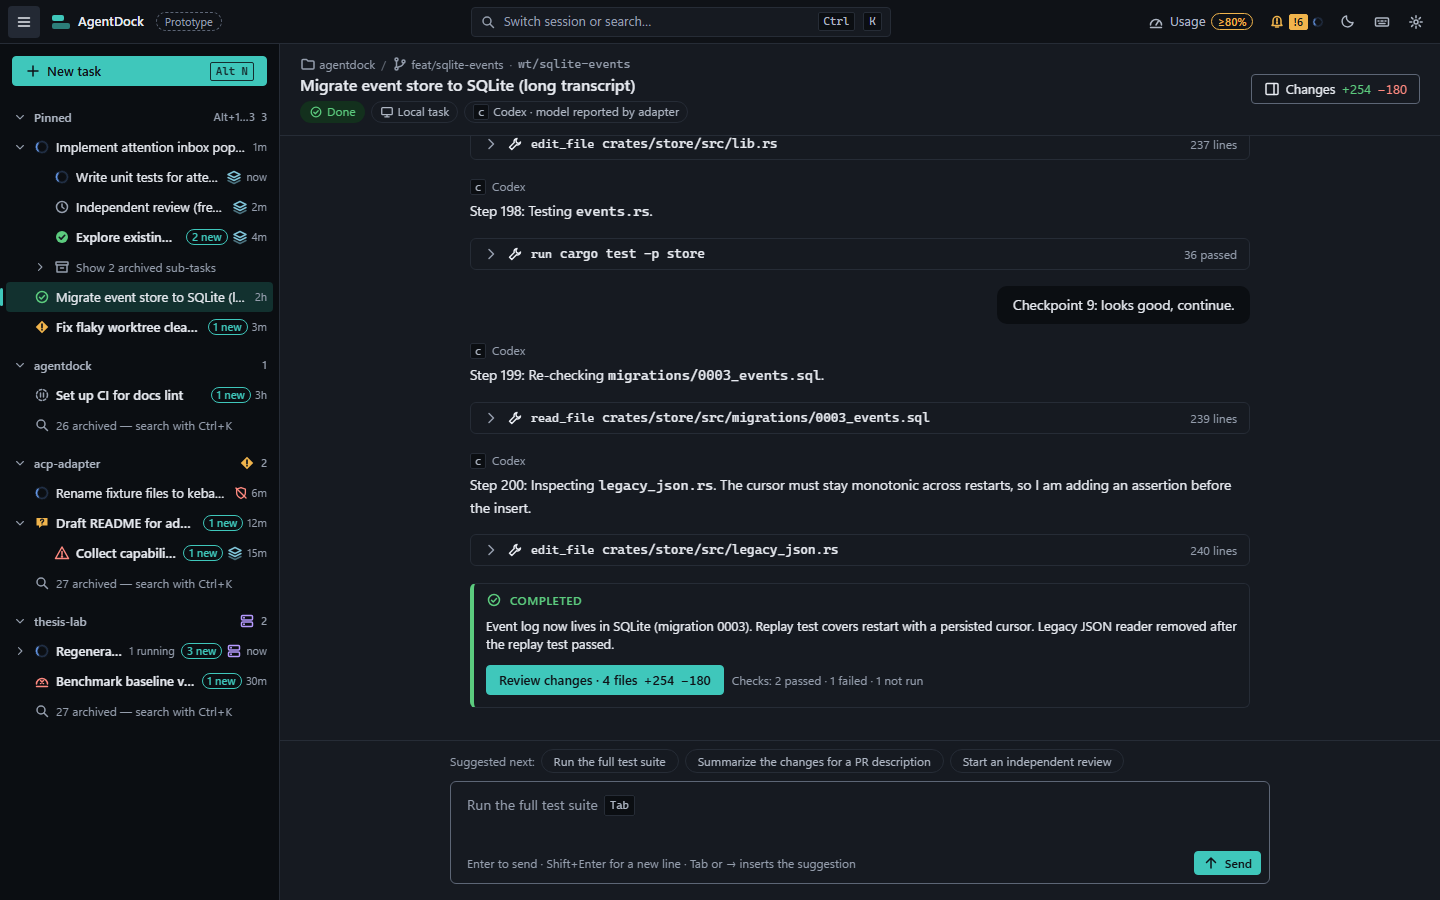 AgentDock Prototype
Switch session or search... Ctrl K
Usage ≥80% !6
New task Alt N
Pinned Alt+1...3 3
Implement attention inbox pop... 1m
Write unit tests for atte... now
Independent review (fre... 2m
Explore existin... 2 new 4m
Show 2 archived sub-tasks
Migrate event store to SQLite (l... 2h
Fix flaky worktree clea... 1 new 3m
agentdock 1
Set up CI for docs lint 1 new 3h
26 archived — search with Ctrl+K
acp-adapter 2
Rename fixture files to keba... 6m
Draft README for ad... 1 new 12m
Collect capabili... 1 new 15m
27 archived — search with Ctrl+K
thesis-lab 2
Regenera... 1 running 3 new now
Benchmark baseline v... 1 new 30m
27 archived — search with Ctrl+K
agentdock / feat/sqlite-events · wt/sqlite-events
Migrate event store to SQLite (long transcript)
Done Local task C Codex · model reported by adapter
Changes +254 −180
edit_file crates/store/src/lib.rs 237 lines
C Codex
Step 198: Testing events.rs.
run cargo test -p store 36 passed
Checkpoint 9: looks good, continue.
C Codex
Step 199: Re-checking migrations/0003_events.sql.
read_file crates/store/src/migrations/0003_events.sql 239 lines
C Codex
Step 200: Inspecting legacy_json.rs. The cursor must stay monotonic across restarts, so I am adding an assertion before
the insert.
edit_file crates/store/src/legacy_json.rs 240 lines
COMPLETED
Event log now lives in SQLite (migration 0003). Replay test covers restart with a persisted cursor. Legacy JSON reader removed after
the replay test passed.
Review changes · 4 files +254 −180 Checks: 2 passed · 1 failed · 1 not run
Suggested next: Run the full test suite Summarize the changes for a PR description Start an independent review
Run the full test suite Tab
Enter to send · Shift+Enter for a new line · Tab or → inserts the suggestion
Send